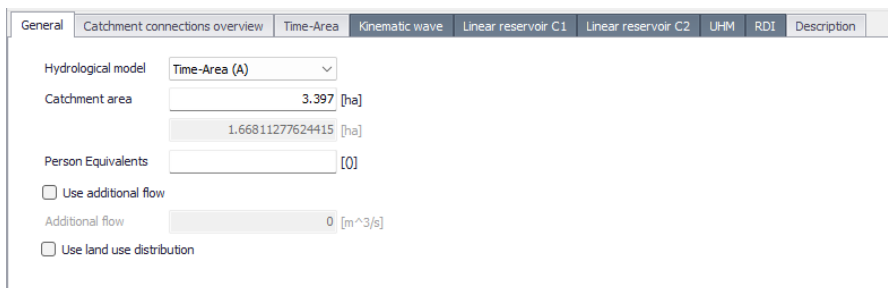 General Catchment connections overview Time-Area Kinematic wave Linear reservoir C1 Linear reservoir C2 UHM RDI Description
Hydrological model Time-Area (A)
Catchment area 3.397 [ha]
1.66811277624415 [ha]
Person Equivalents [()]
Use additional flow
Additional flow 0 [m^3/s]
Use land use distribution